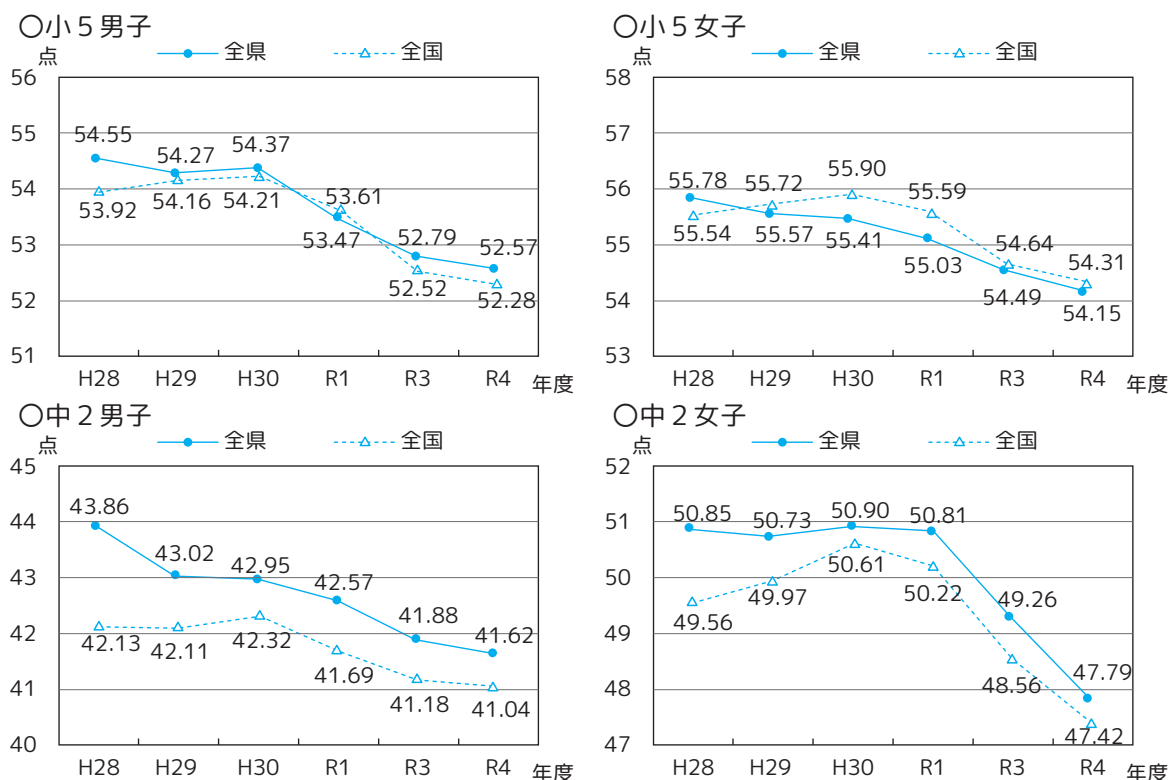 〇小５男子
点
全県
全国
56
55
54
53
52
51
54.55
54.27
54.37
53.47
52.79
52.57
53.92
54.16
54.21
53.61
52.52
52.28
H28
H29
H30
R1
R3
R4
年度
〇小５女子
点
全県
全国
58
57
56
55
54
53
55.78
55.57
55.41
55.03
54.49
54.15
55.54
55.72
55.90
55.59
54.64
54.31
H28
H29
H30
R1
R3
R4
年度
〇中２男子
点
全県
全国
45
44
43
42
41
40
43.86
43.02
42.95
42.57
41.88
41.62
42.13
42.11
42.32
41.69
41.18
41.04
H28
H29
H30
R1
R3
R4
年度
〇中２女子
点
全県
全国
52
51
50
49
48
47
50.85
50.73
50.90
50.81
49.26
47.79
49.56
49.97
50.61
50.22
48.56
47.42
H28
H29
H30
R1
R3
R4
年度